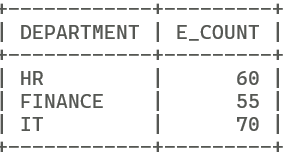 +------------+---------+
| DEPARTMENT | E_COUNT |
+------------+---------+
| HR         |      60 |
| FINANCE    |      55 |
| IT         |      70 |
+------------+---------+